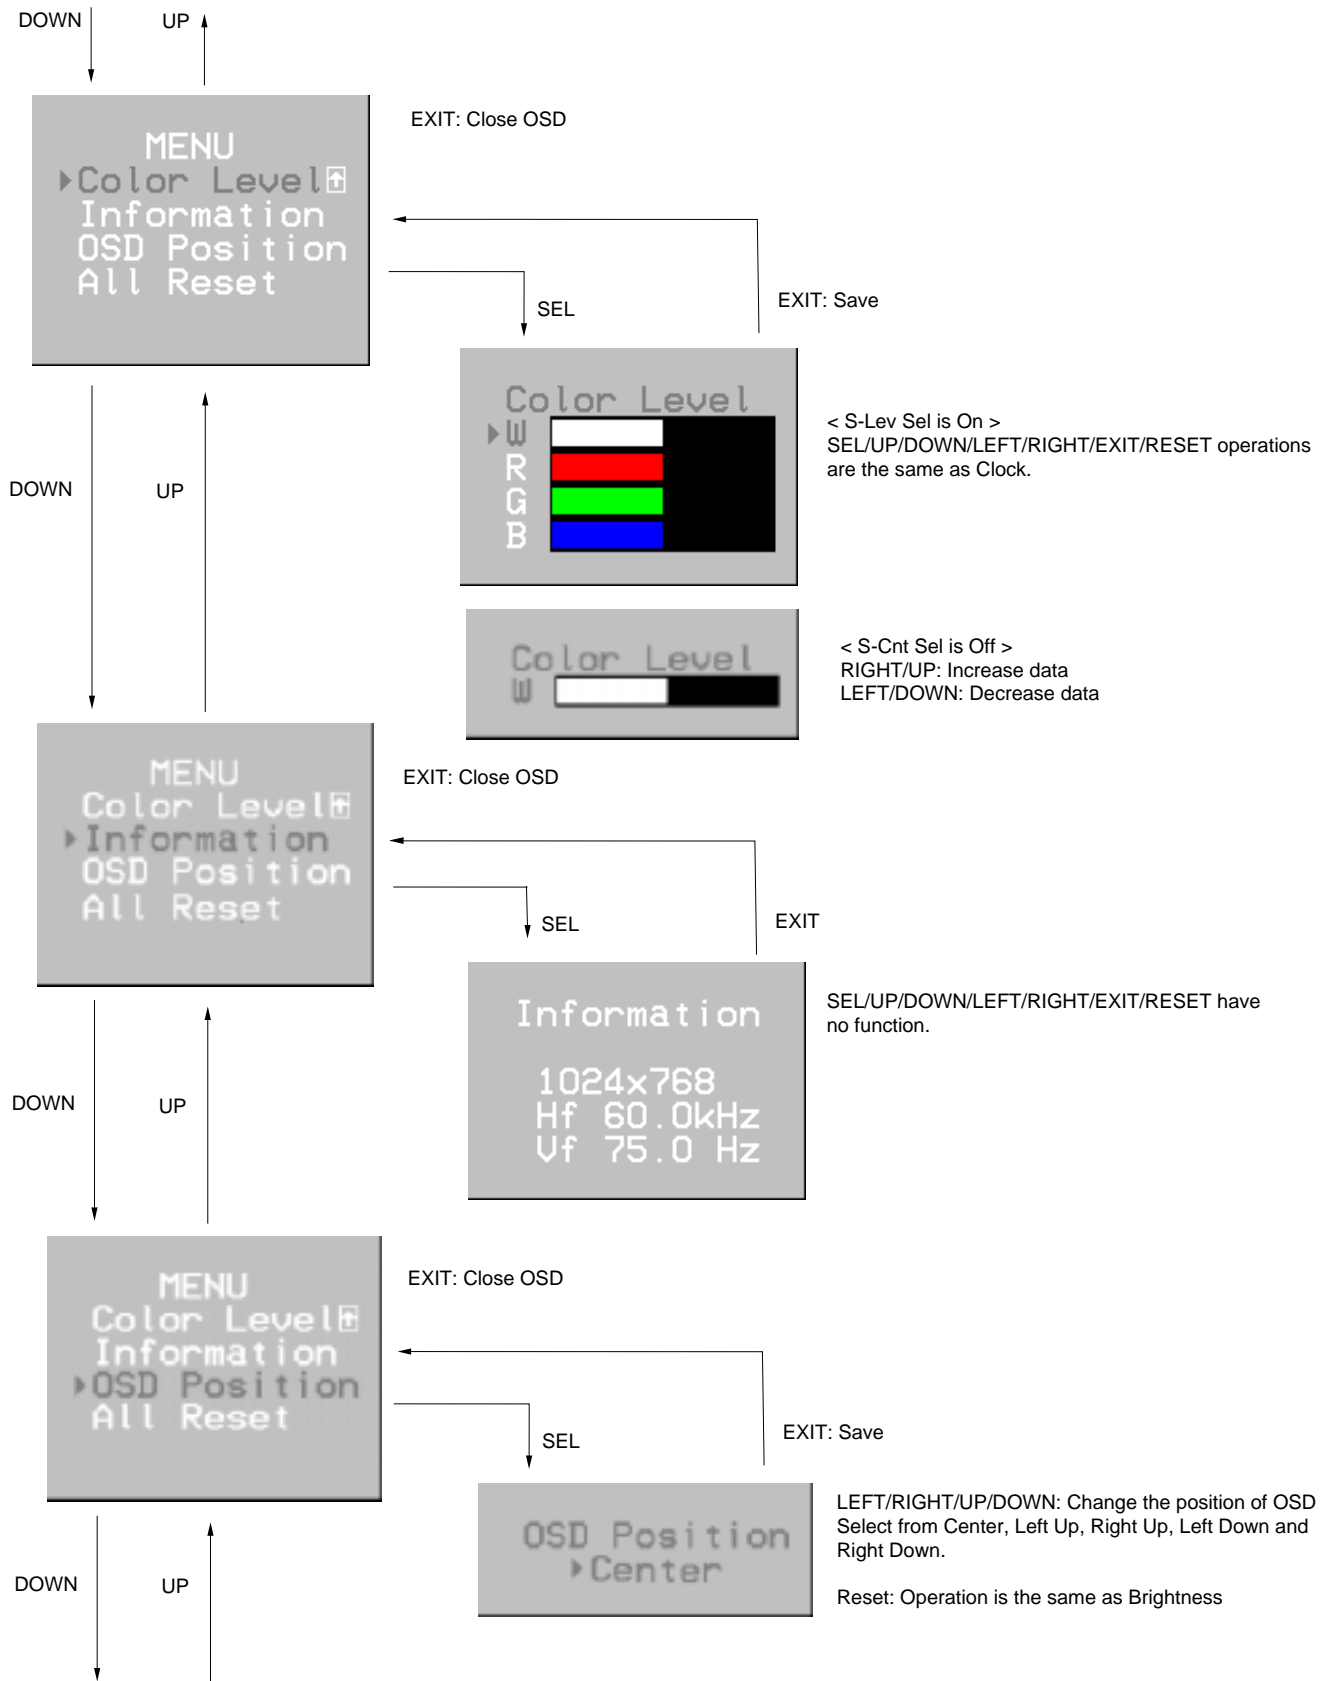 DOWN
UP
MENU
Color Level
Information
OSD Position
All Reset
EXIT: Close OSD
SEL
EXIT: Save
Color Level
W
R
G
B
< S-Lev Sel is On >
SEL/UP/DOWN/LEFT/RIGHT/EXIT/RESET operations
are the same as Clock.
Color Level
W
< S-Cnt Sel is Off >
RIGHT/UP: Increase data
LEFT/DOWN: Decrease data
DOWN
UP
MENU
Color Level
Information
OSD Position
All Reset
EXIT: Close OSD
SEL
EXIT
Information
1024x768
Hf 60.0kHz
Vf 75.0 Hz
SEL/UP/DOWN/LEFT/RIGHT/EXIT/RESET have
no function.
DOWN
UP
MENU
Color Level
Information
OSD Position
All Reset
EXIT: Close OSD
SEL
EXIT: Save
OSD Position
Center
LEFT/RIGHT/UP/DOWN: Change the position of OSD
Select from Center, Left Up, Right Up, Left Down and
Right Down.
Reset: Operation is the same as Brightness
DOWN
UP